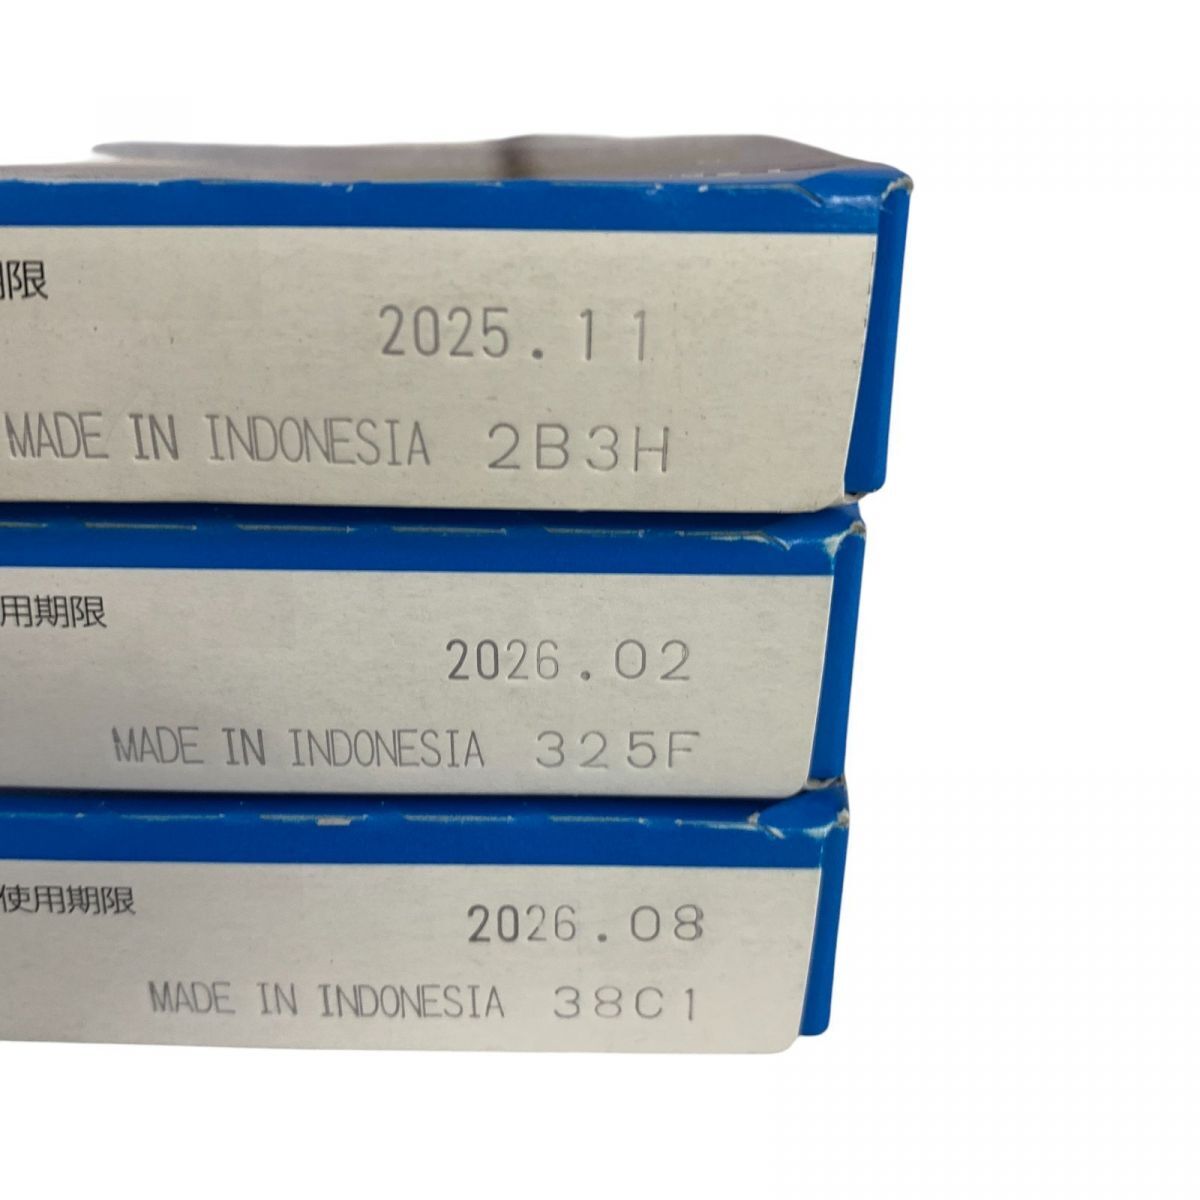 期限
2025.11
MADE IN INDONESIA 2B3H
用期限
2026.02
MADE IN INDONESIA 325F
使用期限
2026.08
MADE IN INDONESIA 38C1